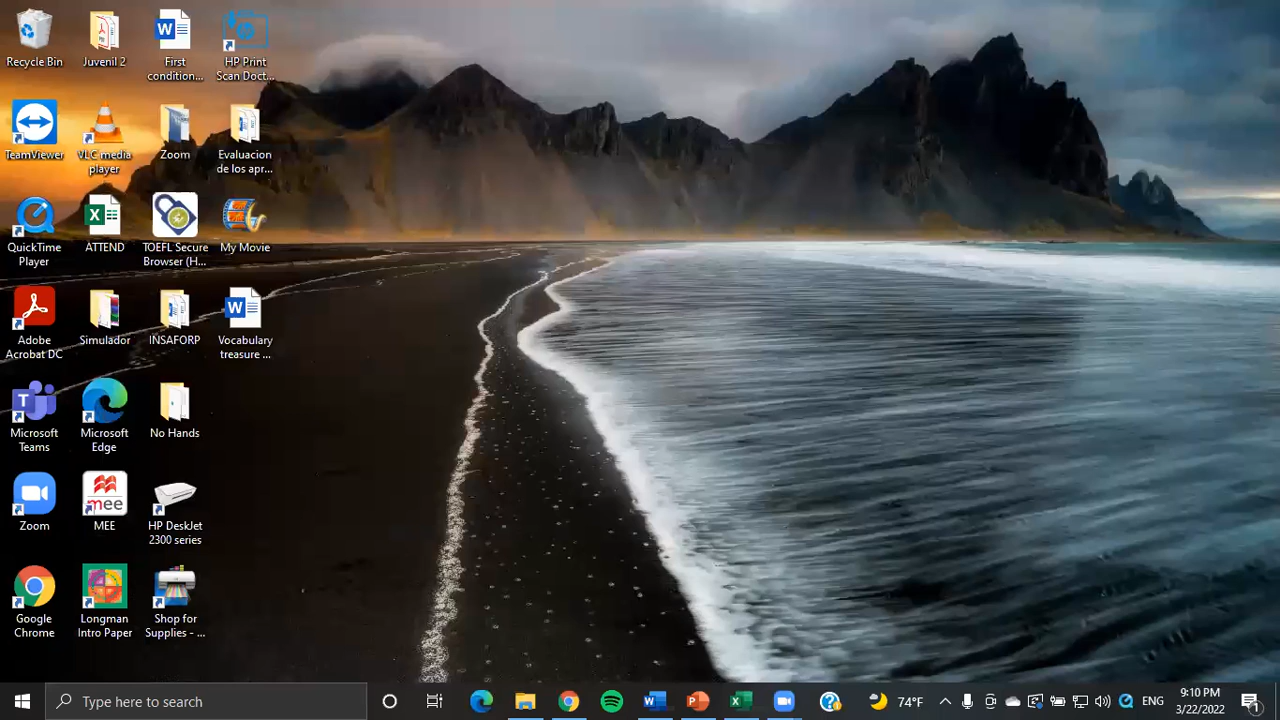 Recycle Bin
Juvenil 2
First
condition...
HP Print
Scan Doct...
TeamViewer
VLC media
player
Zoom
Evaluacion
de los apr...
QuickTime
Player
ATTEND
TOEFL Secure
Browser (H...
My Movie
Adobe
Acrobat DC
Simulador
INSAFORP
Vocabulary
treasure ...
Microsoft
Teams
Microsoft
Edge
No Hands
Zoom
mee
MEE
HP DeskJet
2300 series
Google
Chrome
Longman
Intro Paper
Shop for
Supplies - ...
Type here to search
74°F
ENG
9:10 PM
3/22/2022
1